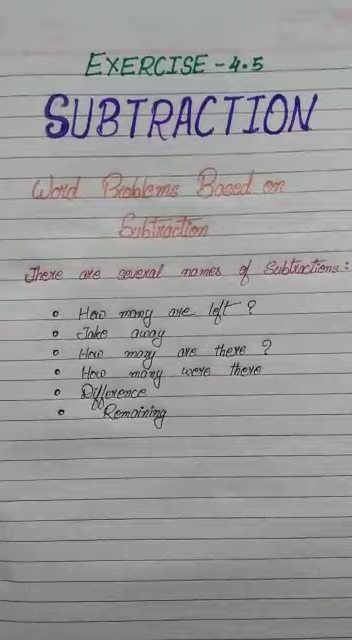 EXERCISE - 4.5
SUBTRACTION
Word Problems Based on
Subtraction
There are several names of Subtractions:
• How many are left ?
• Take away
• How many are there ?
• How many were there
• Difference
• Remaining